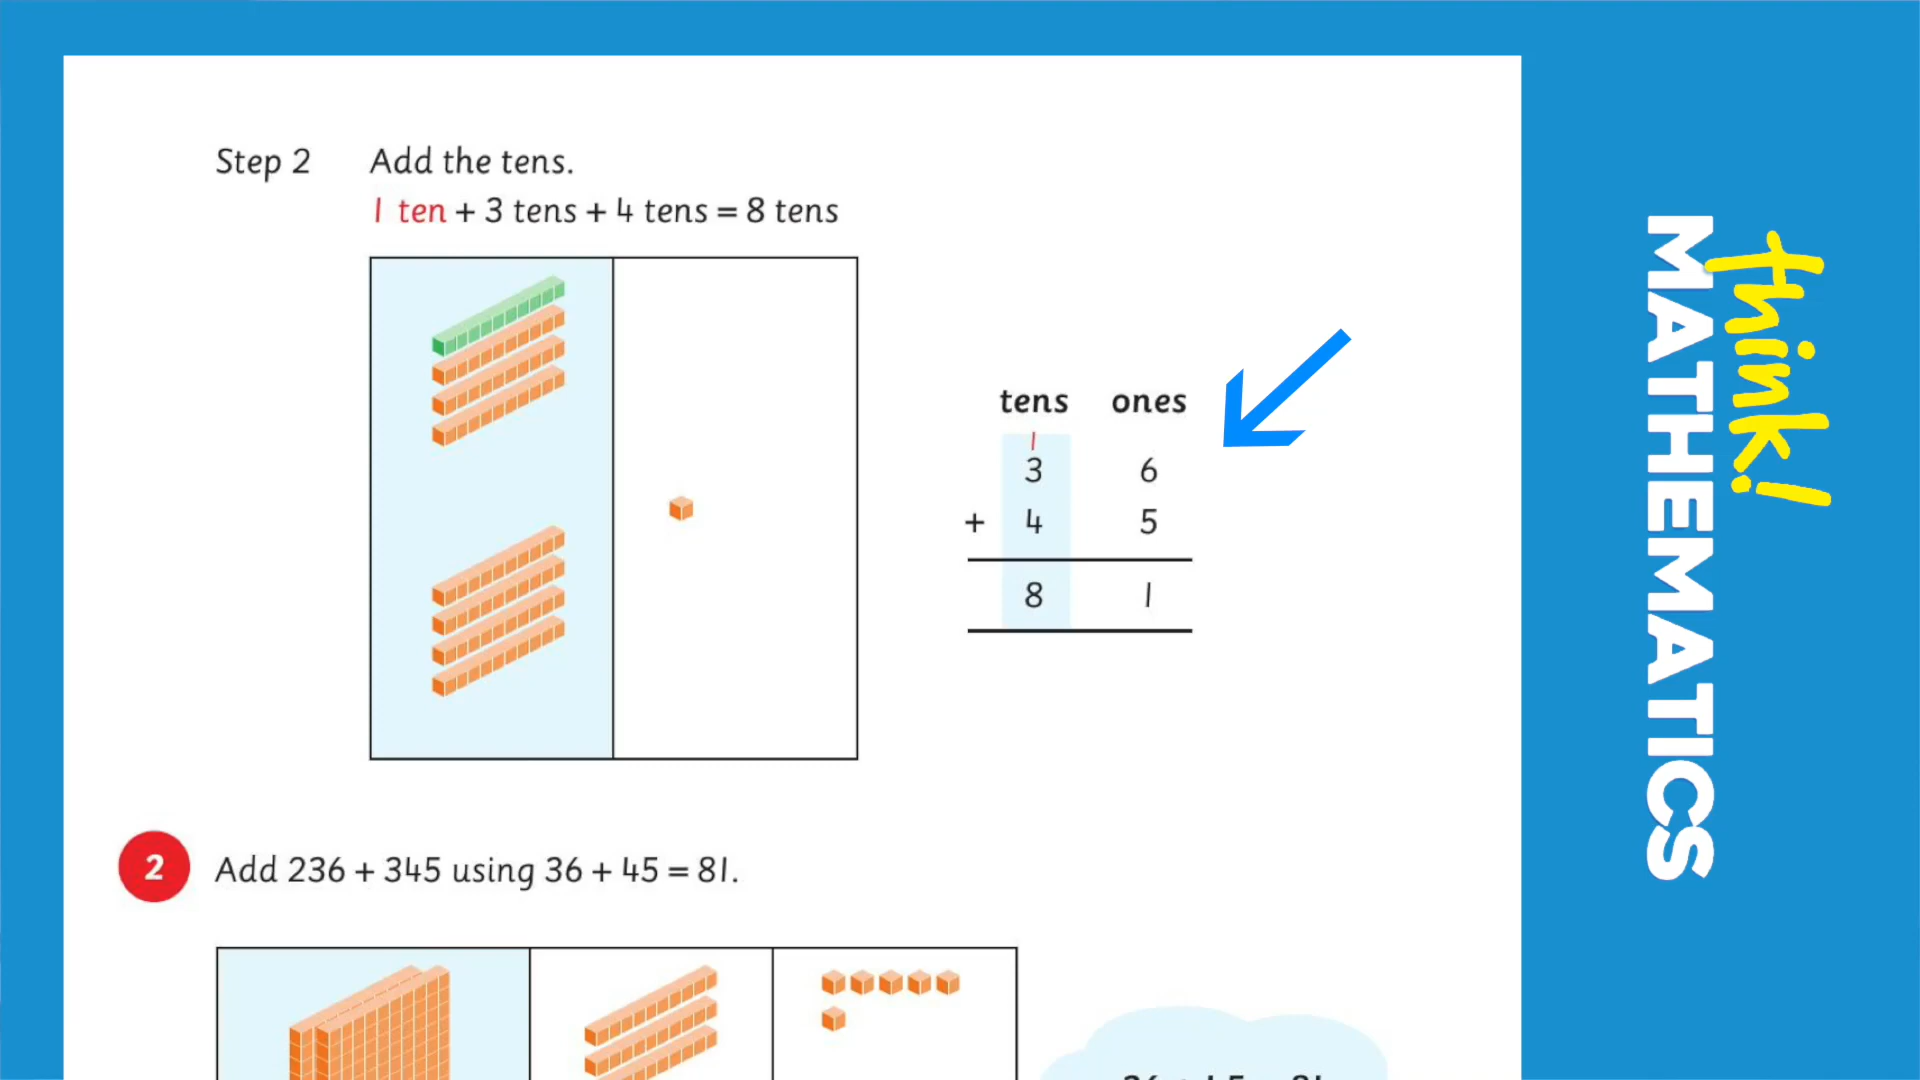 Step 2 Add the tens.
1 ten + 3 tens + 4 tens = 8 tens
tens ones
1
3 6
+ 4 5
8 1
2 Add 236 + 345 using 36 + 45 = 81.
think!
MATHEMATICS